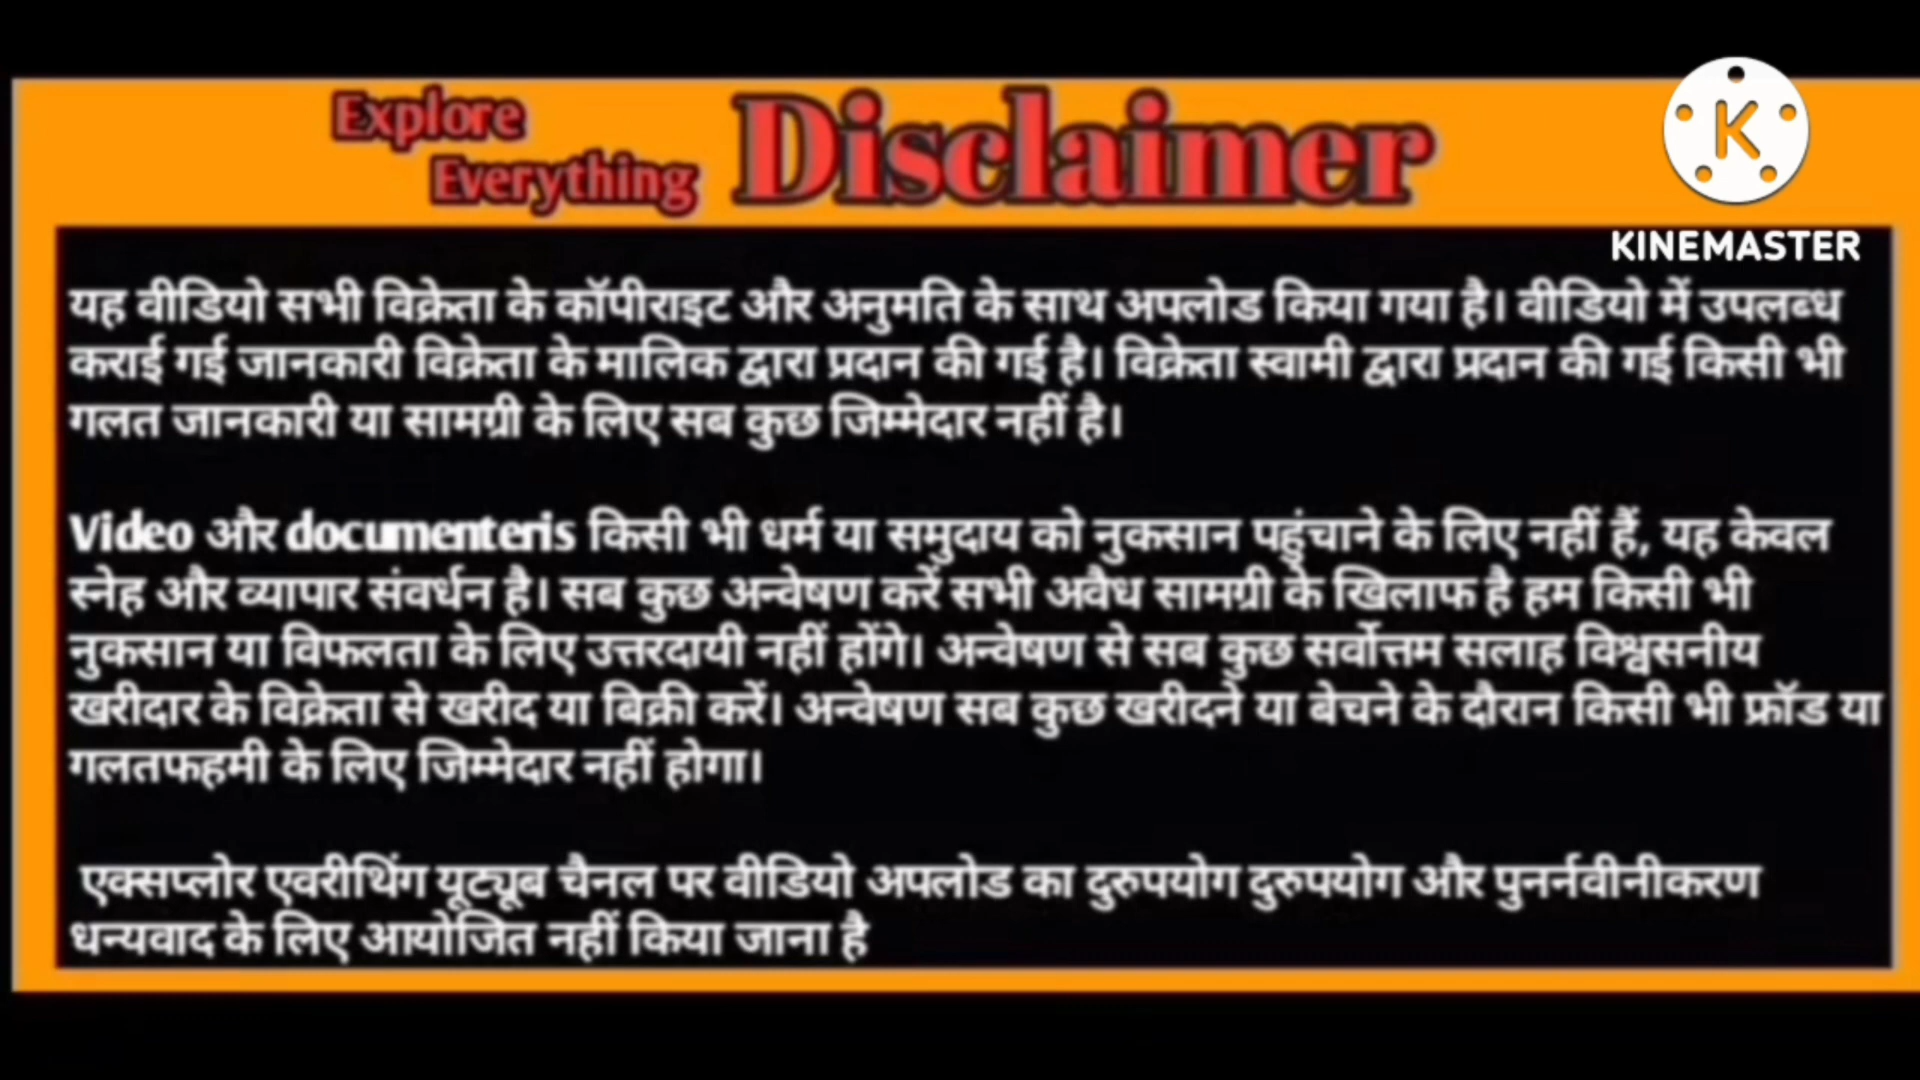 Explore
Everything
Disclaimer
KINEMASTER
यह वीडियो सभी विक्रेता के कॉपीराइट और अनुमति के साथ अपलोड किया गया है। वीडियो में उपलब्ध
कराई गई जानकारी विक्रेता के मालिक द्वारा प्रदान की गई है। विक्रेता स्वामी द्वारा प्रदान की गई किसी भी
गलत जानकारी या सामग्री के लिए सब कुछ जिम्मेदार नहीं है।
Video और documenteris किसी भी धर्म या समुदाय को नुकसान पहुंचाने के लिए नहीं हैं, यह केवल
स्नेह और व्यापार संवर्धन है। सब कुछ अन्वेषण करें सभी अवैध सामग्री के खिलाफ है हम किसी भी
नुकसान या विफलता के लिए उत्तरदायी नहीं होंगे। अन्वेषण से सब कुछ सर्वोत्तम सलाह विश्वसनीय
खरीदार के विक्रेता से खरीद या बिक्री करें। अन्वेषण सब कुछ खरीदने या बेचने के दौरान किसी भी फ्रॉड या
गलतफहमी के लिए जिम्मेदार नहीं होगा।
एक्सप्लोर एवरीथिंग यूट्यूब चैनल पर वीडियो अपलोड का दुरुपयोग दुरुपयोग और पुनर्नवीनीकरण
धन्यवाद के लिए आयोजित नहीं किया जाना है